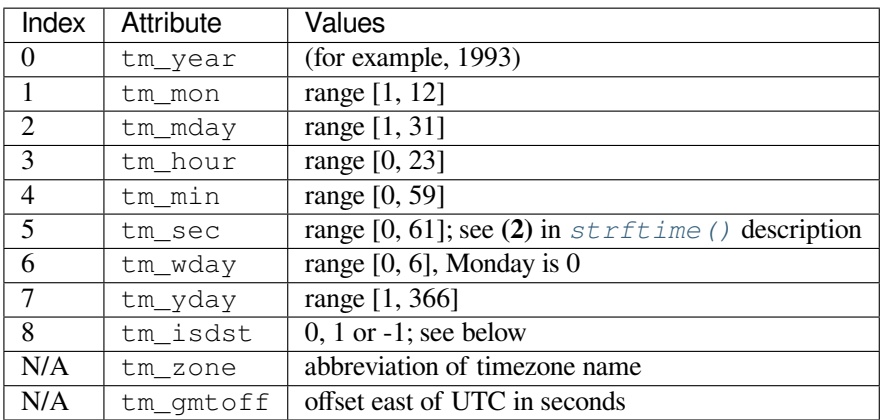 Index Attribute Values
0 tm_year (for example, 1993)
1 tm_mon range [1, 12]
2 tm_mday range [1, 31]
3 tm_hour range [0, 23]
4 tm_min range [0, 59]
5 tm_sec range [0, 61]; see (2) in strftime() description
6 tm_wday range [0, 6], Monday is 0
7 tm_yday range [1, 366]
8 tm_isdst 0, 1 or -1; see below
N/A tm_zone abbreviation of timezone name
N/A tm_gmtoff offset east of UTC in seconds